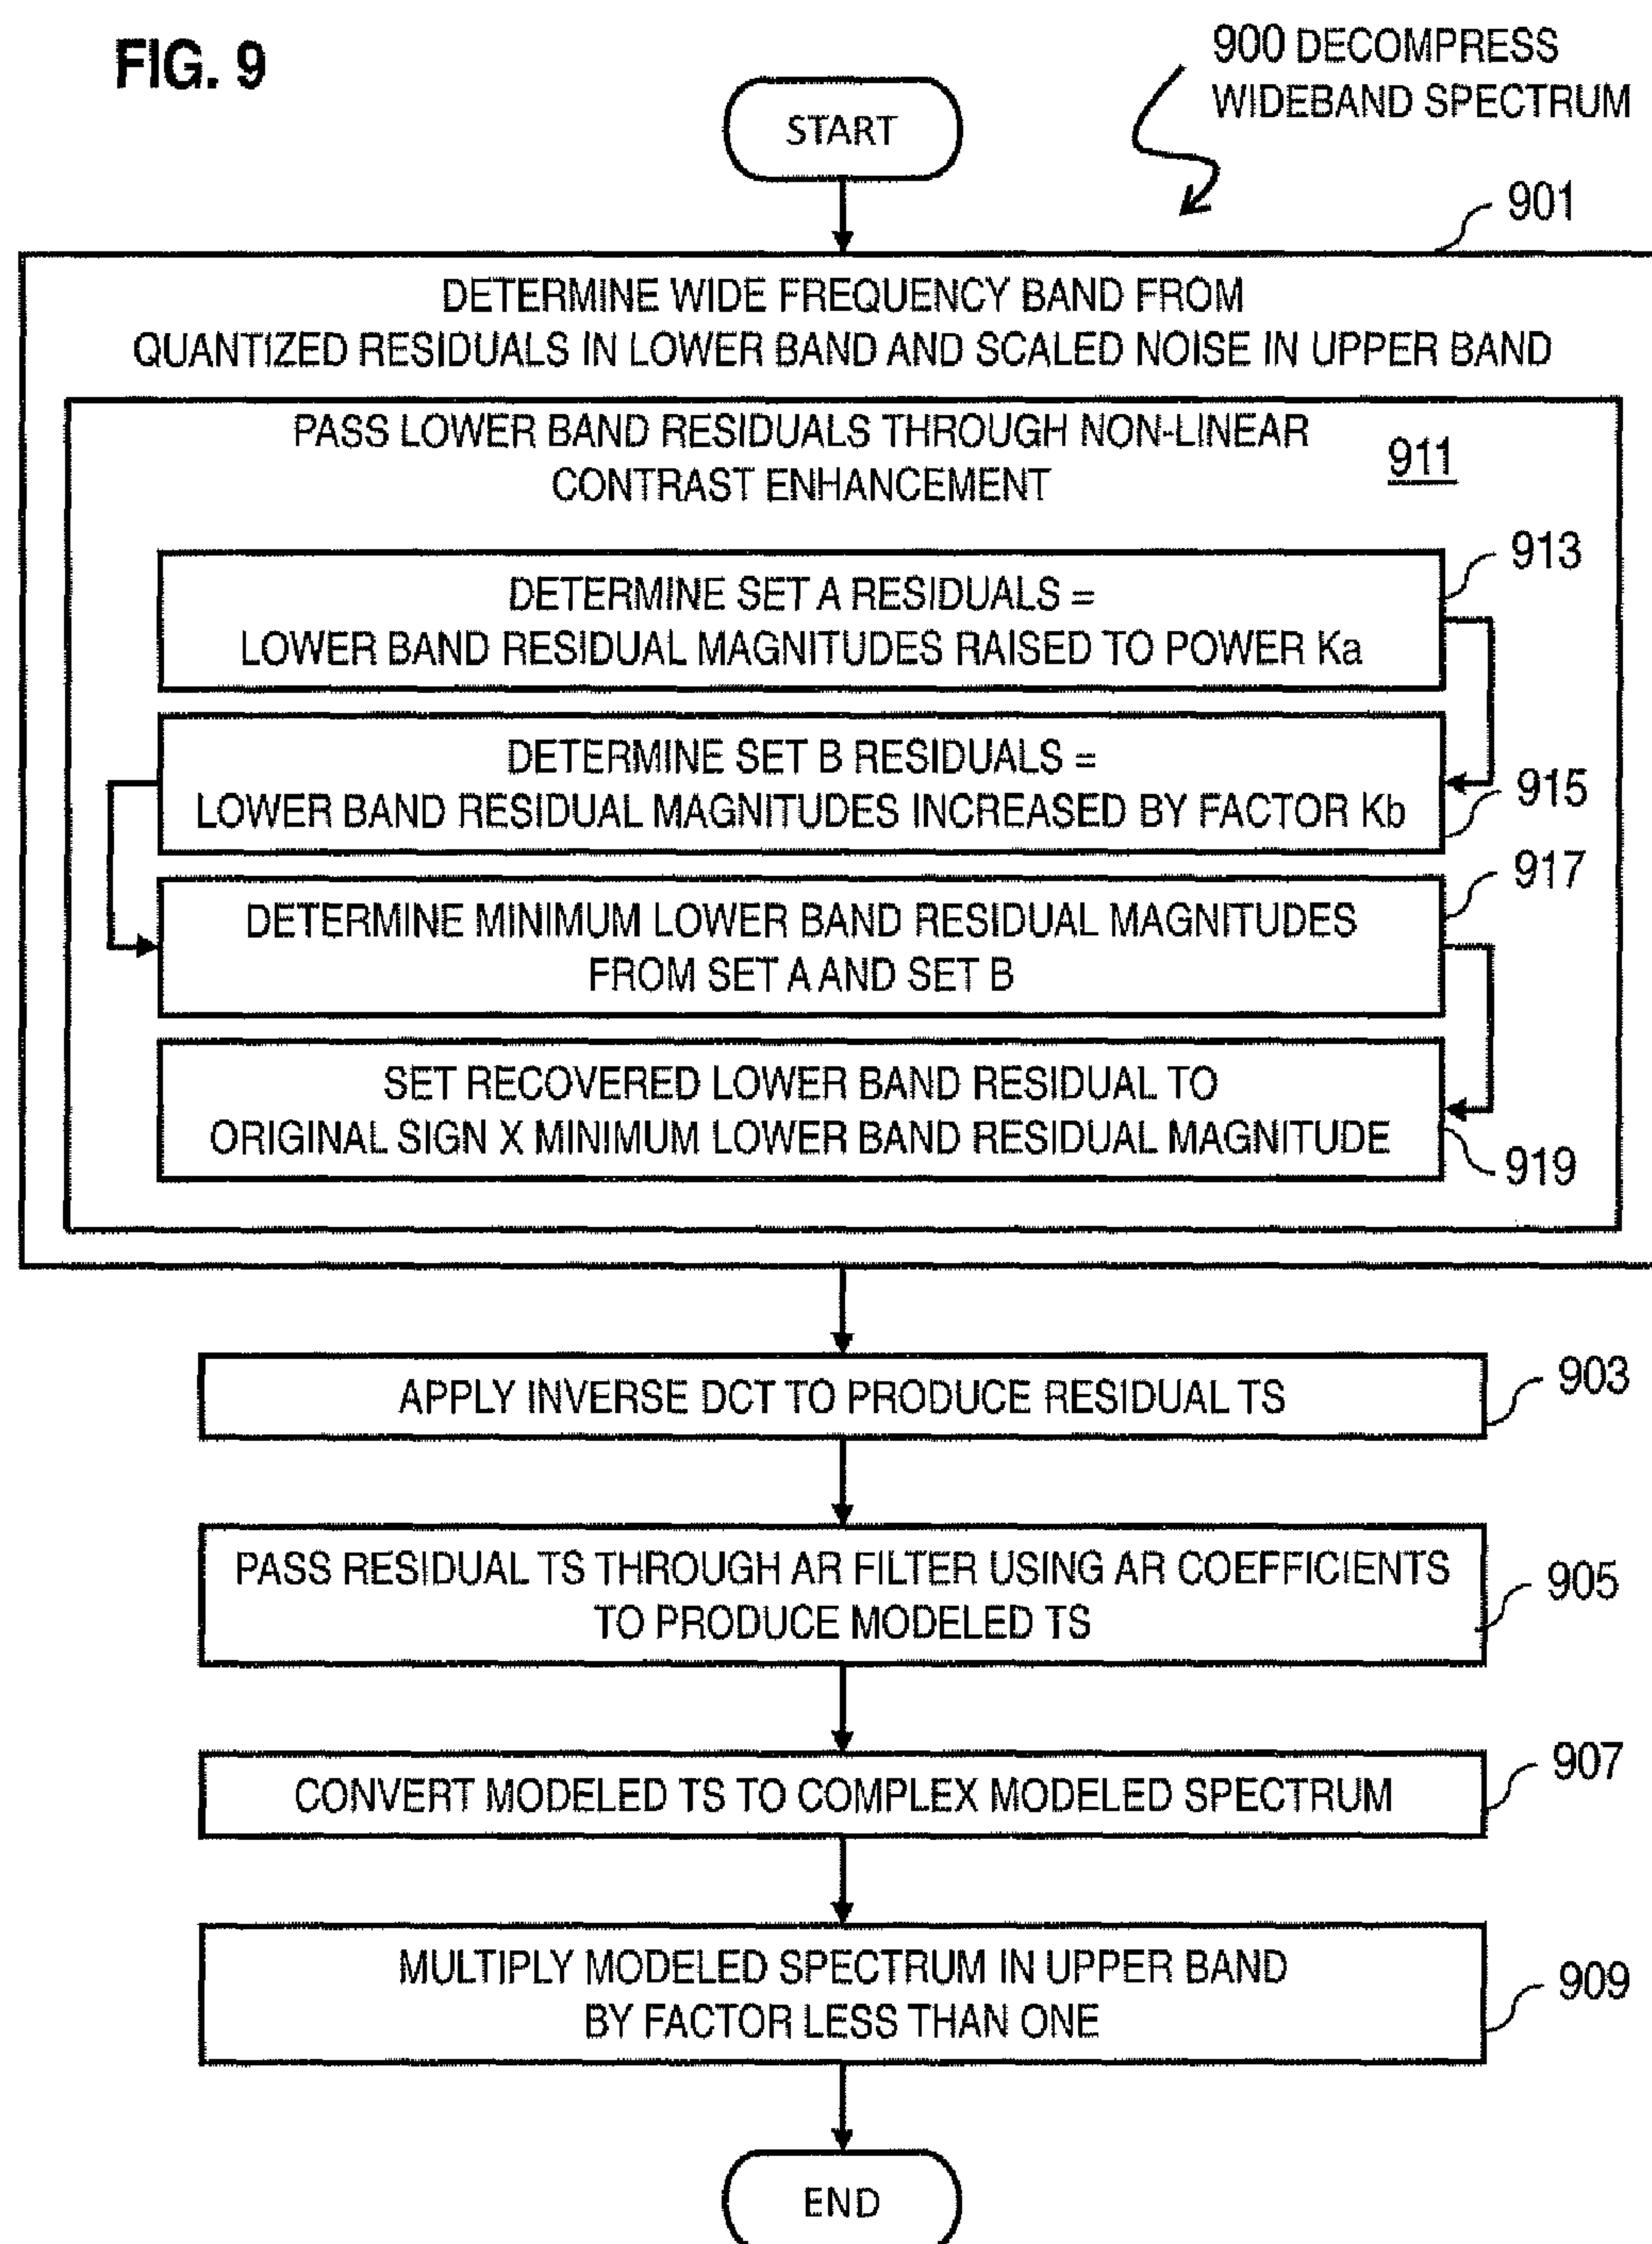 FIG. 9
900 DECOMPRESS
WIDEBAND SPECTRUM
START
901
DETERMINE WIDE FREQUENCY BAND FROM
QUANTIZED RESIDUALS IN LOWER BAND AND SCALED NOISE IN UPPER BAND
PASS LOWER BAND RESIDUALS THROUGH NON-LINEAR
CONTRAST ENHANCEMENT
911
913
DETERMINE SET A RESIDUALS =
LOWER BAND RESIDUAL MAGNITUDES RAISED TO POWER Ka
DETERMINE SET B RESIDUALS =
LOWER BAND RESIDUAL MAGNITUDES INCREASED BY FACTOR Kb
915
917
DETERMINE MINIMUM LOWER BAND RESIDUAL MAGNITUDES
FROM SET A AND SET B
SET RECOVERED LOWER BAND RESIDUAL TO
ORIGINAL SIGN X MINIMUM LOWER BAND RESIDUAL MAGNITUDE
919
APPLY INVERSE DCT TO PRODUCE RESIDUAL TS
903
PASS RESIDUAL TS THROUGH AR FILTER USING AR COEFFICIENTS
TO PRODUCE MODELED TS
905
CONVERT MODELED TS TO COMPLEX MODELED SPECTRUM
907
MULTIPLY MODELED SPECTRUM IN UPPER BAND
BY FACTOR LESS THAN ONE
909
END